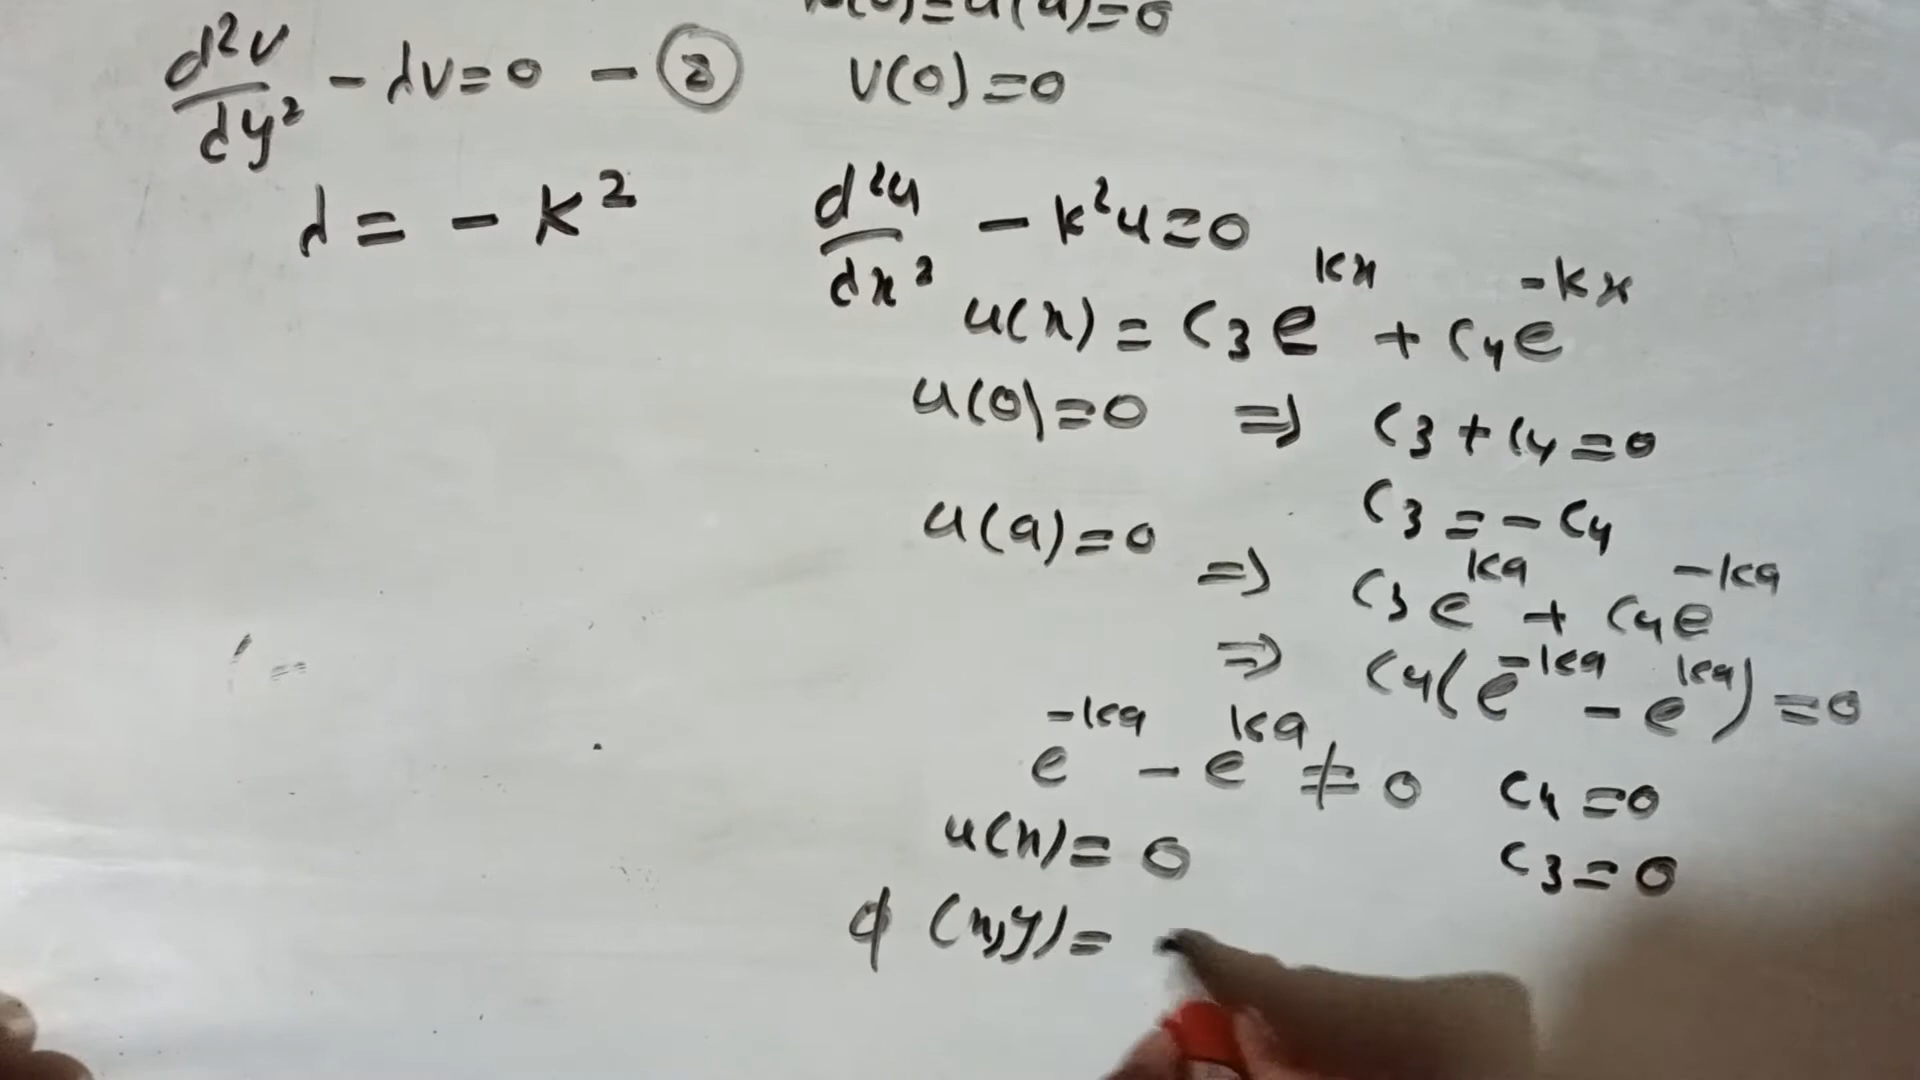 u(0)=u(a)=0
d²v/dy² - λv=0 - ②
v(0)=0
λ = - k²
d²u/dx² - k²u=0
u(x) = C₃e^{kx} + C₄e^{-kx}
u(0)=0 ⇒ C₃+C₄=0
C₃=-C₄
u(a)=0 ⇒ C₃e^{ka} + C₄e^{-ka}
⇒ C₄(e^{-ka} - e^{ka})=0
e^{-ka} - e^{ka} ≠ 0 C₄=0
u(x)= 0 C₃=0
ϕ (x,y)=